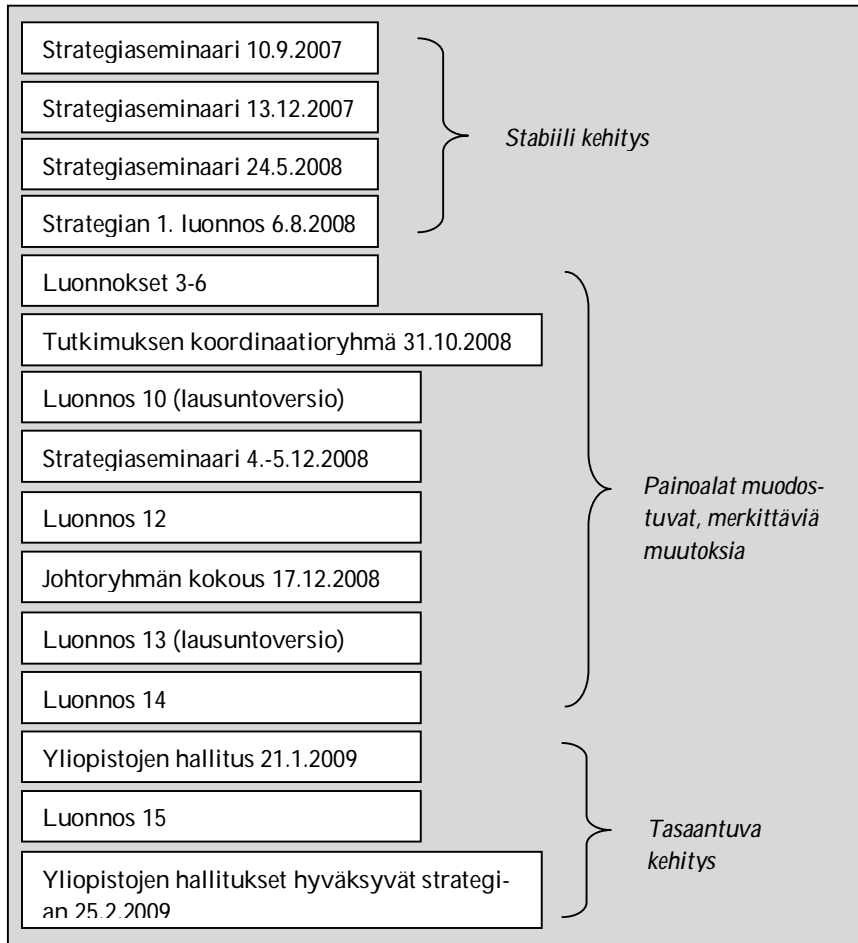 Strategiaseminaari 10.9.2007
Strategiaseminaari 13.12.2007
Strategiaseminaari 24.5.2008
Strategian 1. luonnos 6.8.2008
Stabiili kehitys
Luonnokset 3-6
Tutkimuksen koordinaatioryhmä 31.10.2008
Luonnos 10 (lausuntoversio)
Strategiaseminaari 4.-5.12.2008
Luonnos 12
Johtoryhmän kokous 17.12.2008
Luonnos 13 (lausuntoversio)
Luonnos 14
Painoalat muodos-
tuvat, merkittäviä
muutoksia
Yliopistojen hallitus 21.1.2009
Luonnos 15
Yliopistojen hallitukset hyväksyvät strategi-
an 25.2.2009
Tasaantuva
kehitys